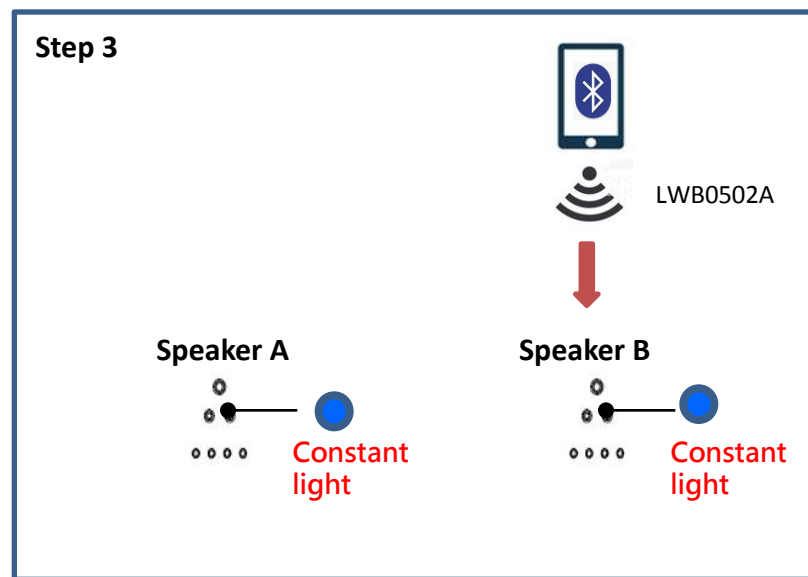 Step 3
LWB0502A
Speaker A
Speaker B
Constant
light
Constant
light